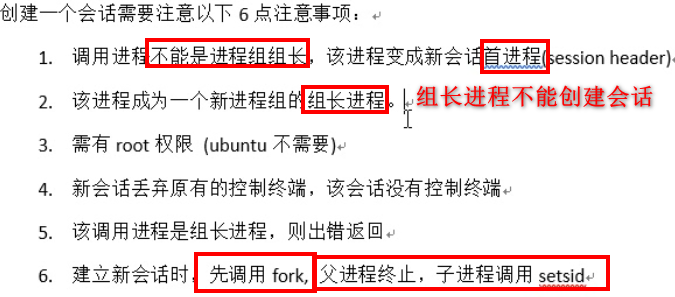 创建一个会话需要注意以下 6 点注意事项：
1. 调用进程不能是进程组组长，该进程变成新会话首进程(session header)
2. 该进程成为一个新进程组的组长进程。 组长进程不能创建会话
3. 需有 root 权限 (ubuntu 不需要)
4. 新会话丢弃原有的控制终端，该会话没有控制终端
5. 该调用进程是组长进程，则出错返回
6. 建立新会话时，先调用 fork, 父进程终止，子进程调用 setsid